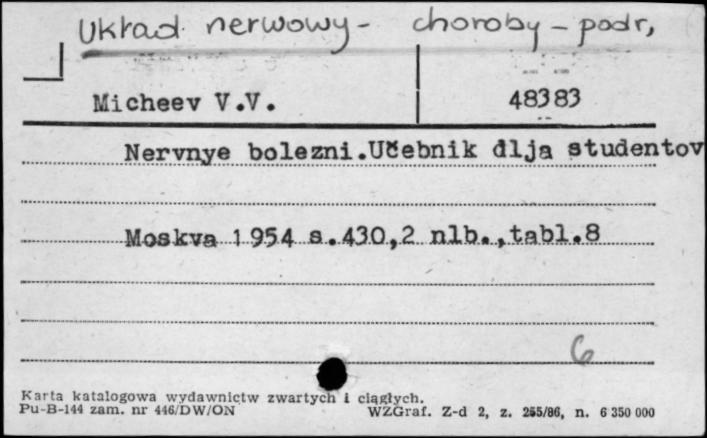 Układ nerwowy - choroby - podr,
Micheev V.V. 48383
Nervnye bolezni.Učebnik dlja studentov
Moskva 1954 s.430,2 nlb.,tabl.8
6
Karta katalogowa wydawnictw zwartych i ciągłych.
Pu-B-144 zam. nr 446/DW/ON WZGraf. Z-d 2, z. 255/86, n. 6 350 000